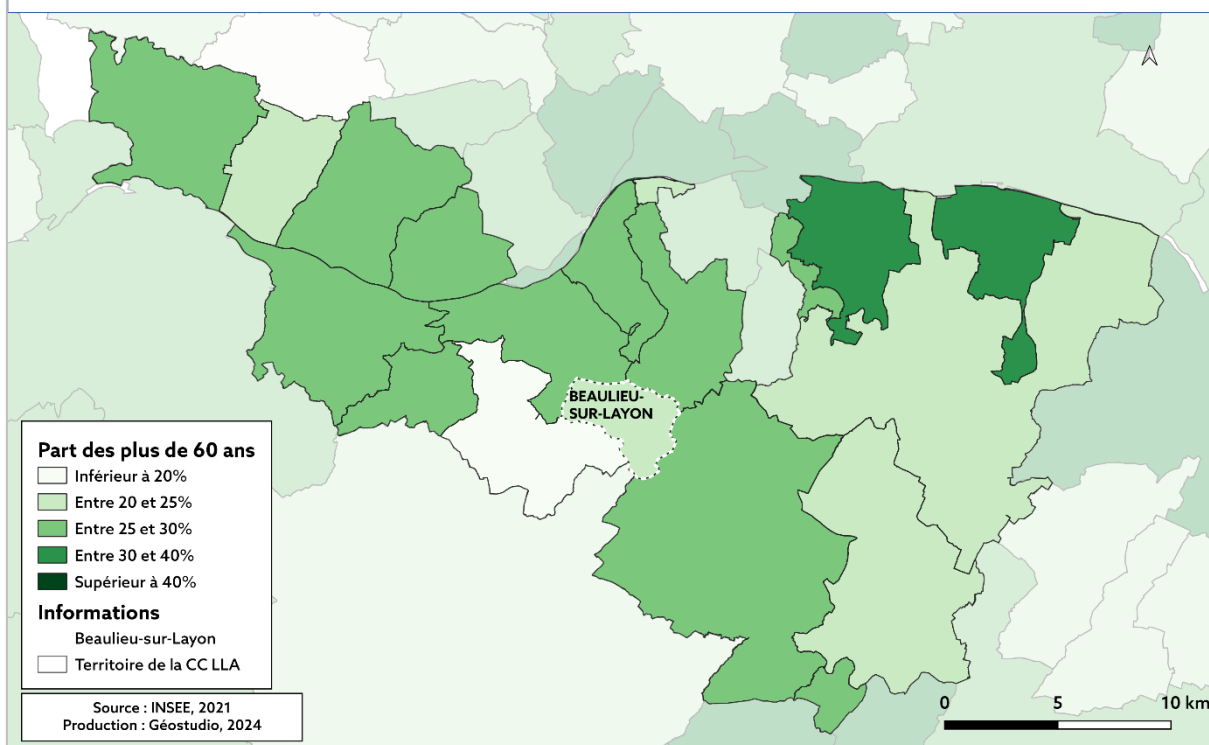 BEAULIEU-
SUR-LAYON
Part des plus de 60 ans
Inférieur à 20%
Entre 20 et 25%
Entre 25 et 30%
Entre 30 et 40%
Supérieur à 40%
Informations
Beaulieu-sur-Layon
Territoire de la CC LLA
Source : INSEE, 2021
Production : Géostudio, 2024
0 5 10 km